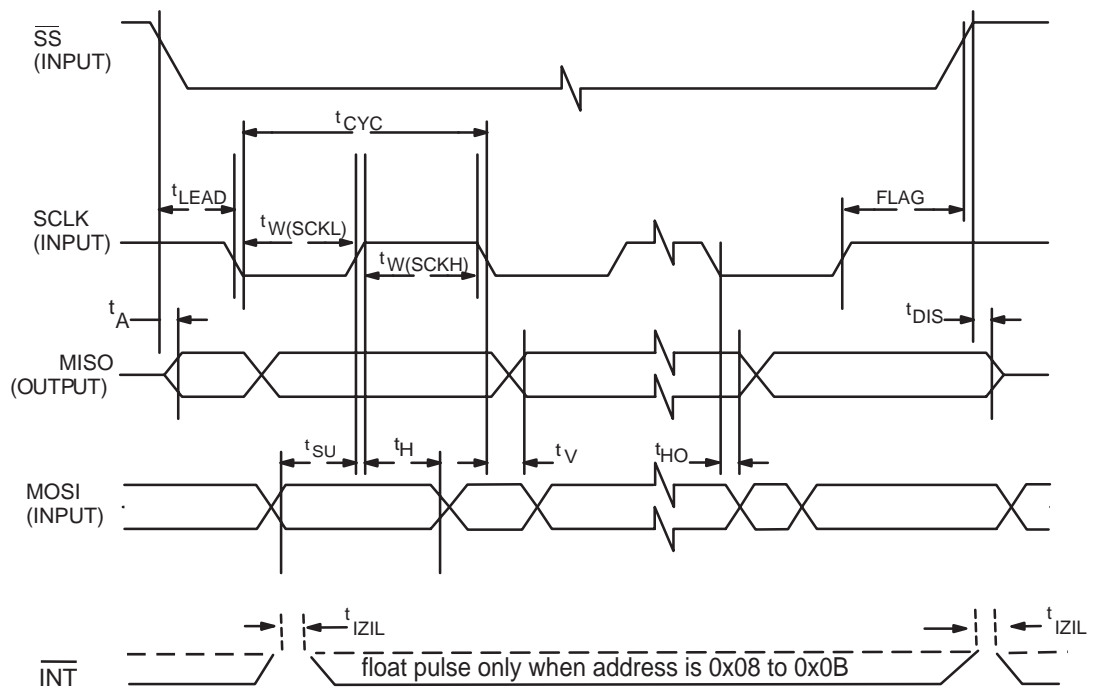 SS
(INPUT)
tCYC
tLEAD
FLAG
SCLK
(INPUT)
tW(SCKL)
tW(SCKH)
tA
tDIS
MISO
(OUTPUT)
tSU
tH
tV
tHO
MOSI
(INPUT)
tIZIL
tIZIL
INT
float pulse only when address is 0x08 to 0x0B